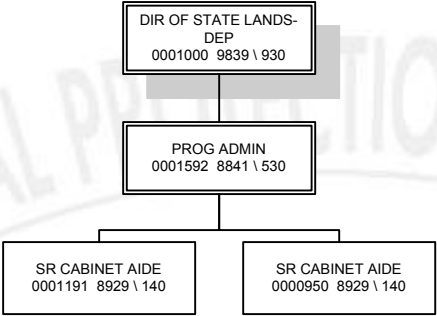 DIR OF STATE LANDS-
DEP
0001000 9839 \ 930
PROG ADMIN
0001592 8841 \ 530
SR CABINET AIDE
0001191 8929 \ 140
SR CABINET AIDE
0000950 8929 \ 140